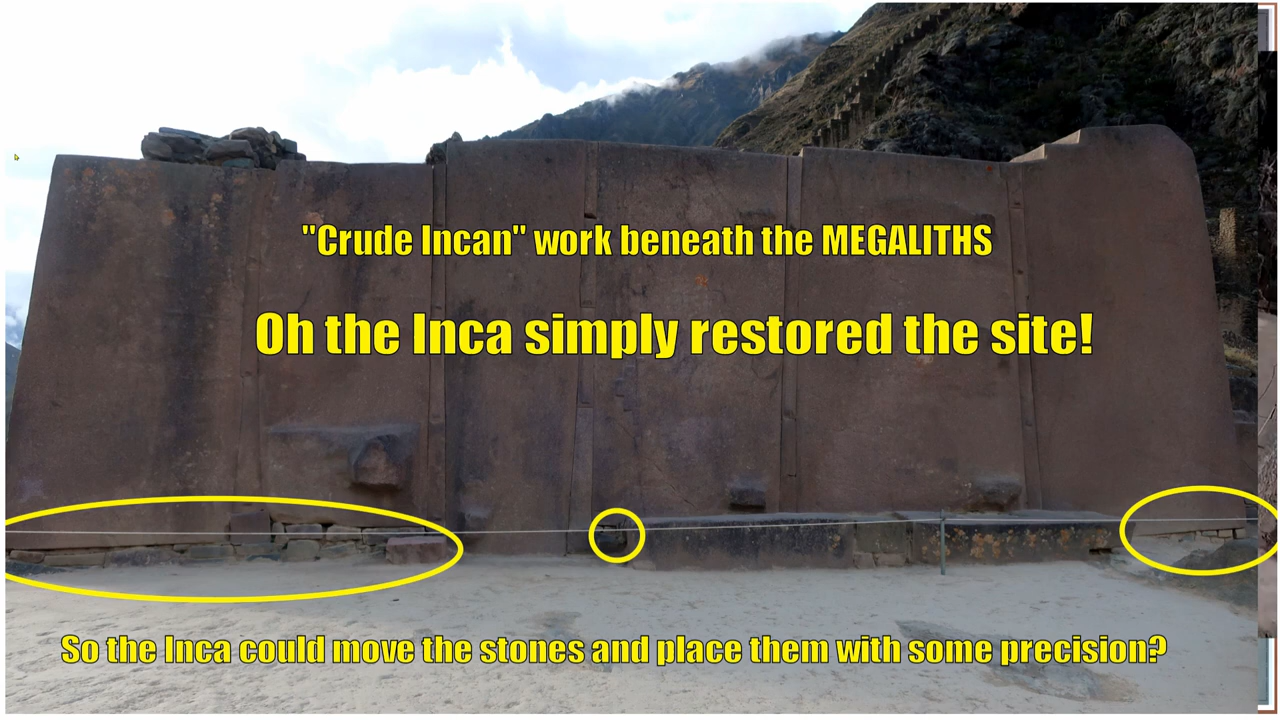 "Crude Incan" work beneath the MEGALITHS
Oh the Inca simply restored the site!
So the Inca could move the stones and place them with some precision?